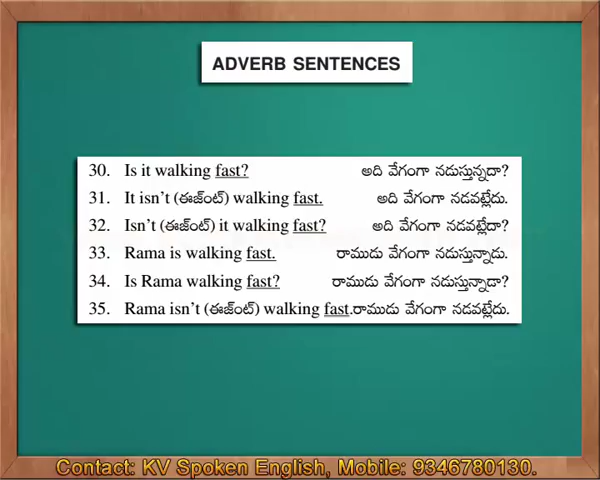 ADVERB SENTENCES
30. Is it walking fast? అది వేగంగా నడుస్తున్నదా?
31. It isn't (ఈజ్ంట్) walking fast. అది వేగంగా నడవట్లేదు.
32. Isn't (ఈజ్ంట్) it walking fast? అది వేగంగా నడవట్లేదా?
33. Rama is walking fast. రాముడు వేగంగా నడుస్తున్నాడు.
34. Is Rama walking fast? రాముడు వేగంగా నడుస్తున్నాడా?
35. Rama isn't (ఈజ్ంట్) walking fast.రాముడు వేగంగా నడవట్లేదు.
Contact: KV Spoken English, Mobile: 9346780130.